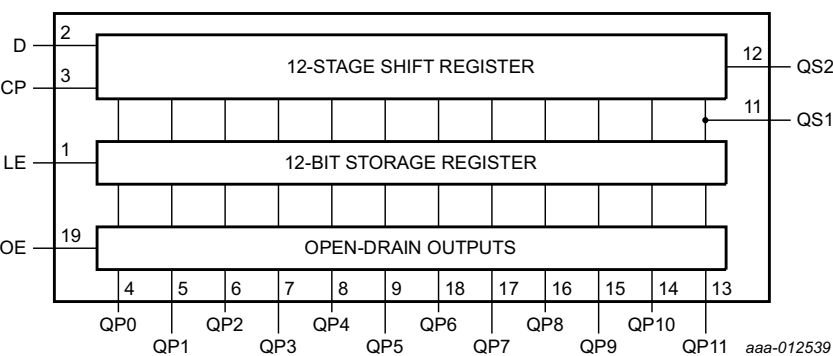 D 2 12-STAGE SHIFT REGISTER 12 QS2
CP 3
11 QS1
LE 1 12-BIT STORAGE REGISTER
OE 19 OPEN-DRAIN OUTPUTS
4 5 6 7 8 9 18 17 16 15 14 13
QP0 QP2 QP4 QP6 QP8 QP10
QP1 QP3 QP5 QP7 QP9 QP11 aaa-012539